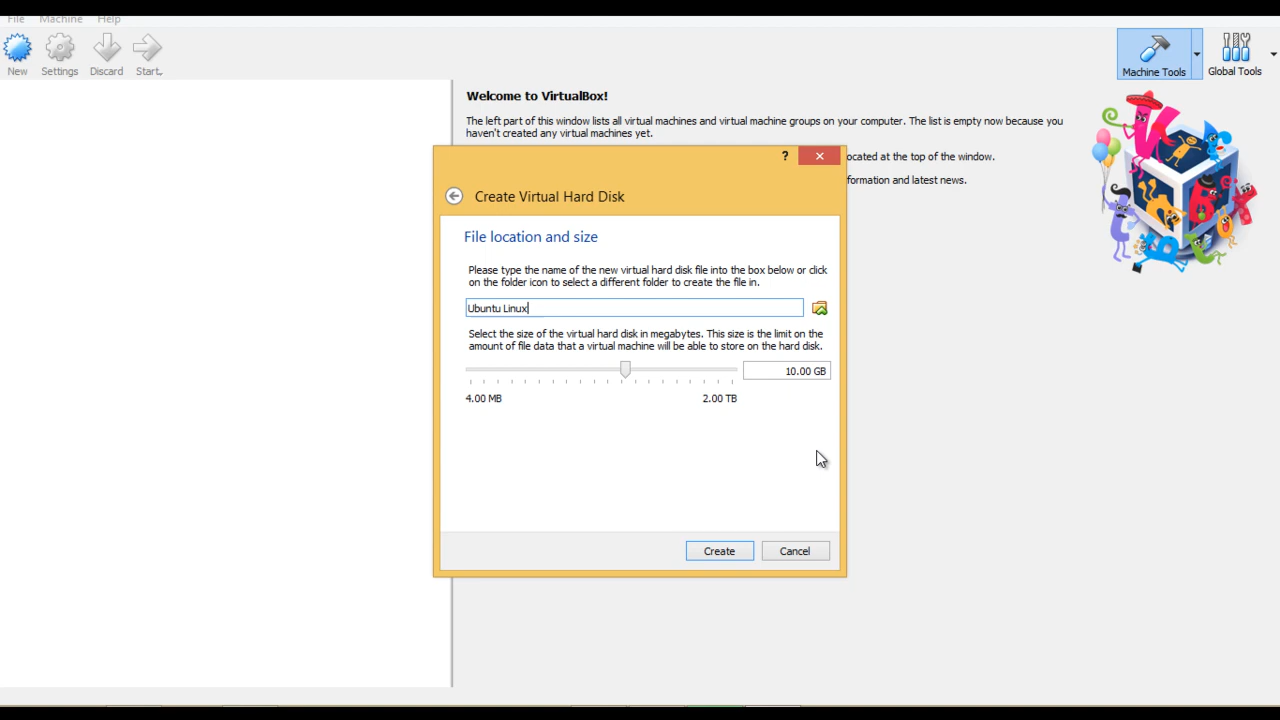 File Machine Help
New Settings Discard Start
Machine Tools Global Tools
Welcome to VirtualBox!
The left part of this window lists all virtual machines and virtual machine groups on your computer. The list is empty now because you
haven't created any virtual machines yet.
ocated at the top of the window.
formation and latest news.
?
Create Virtual Hard Disk
File location and size
Please type the name of the new virtual hard disk file into the box below or click
on the folder icon to select a different folder to create the file in.
Ubuntu Linux
Select the size of the virtual hard disk in megabytes. This size is the limit on the
amount of file data that a virtual machine will be able to store on the hard disk.
10.00 GB
4.00 MB 2.00 TB
Create Cancel